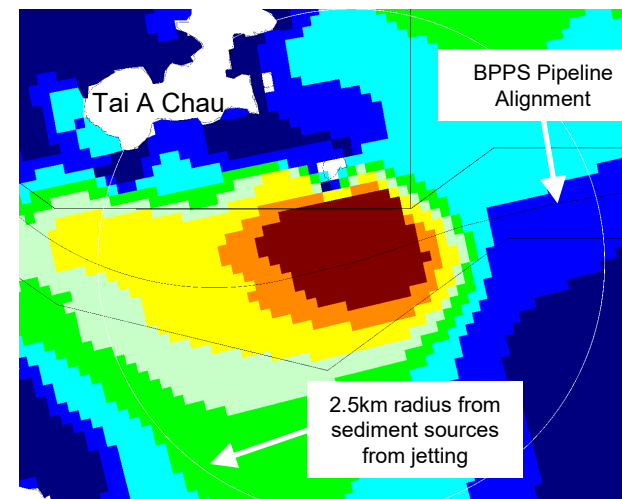 BPPS Pipeline
Alignment
Tai A Chau
2.5km radius from
sediment sources
from jetting